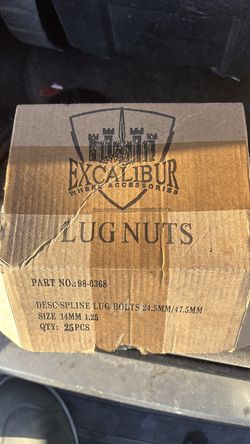 EXCALIBUR
WHERE ACCESSORIES
LUG NUTS
PART NO.:98-0368
DESC:SPLINE LUG BOLTS 24.5MM/47.5MM
SIZE 14MM 1.25
QTY: 25PCS